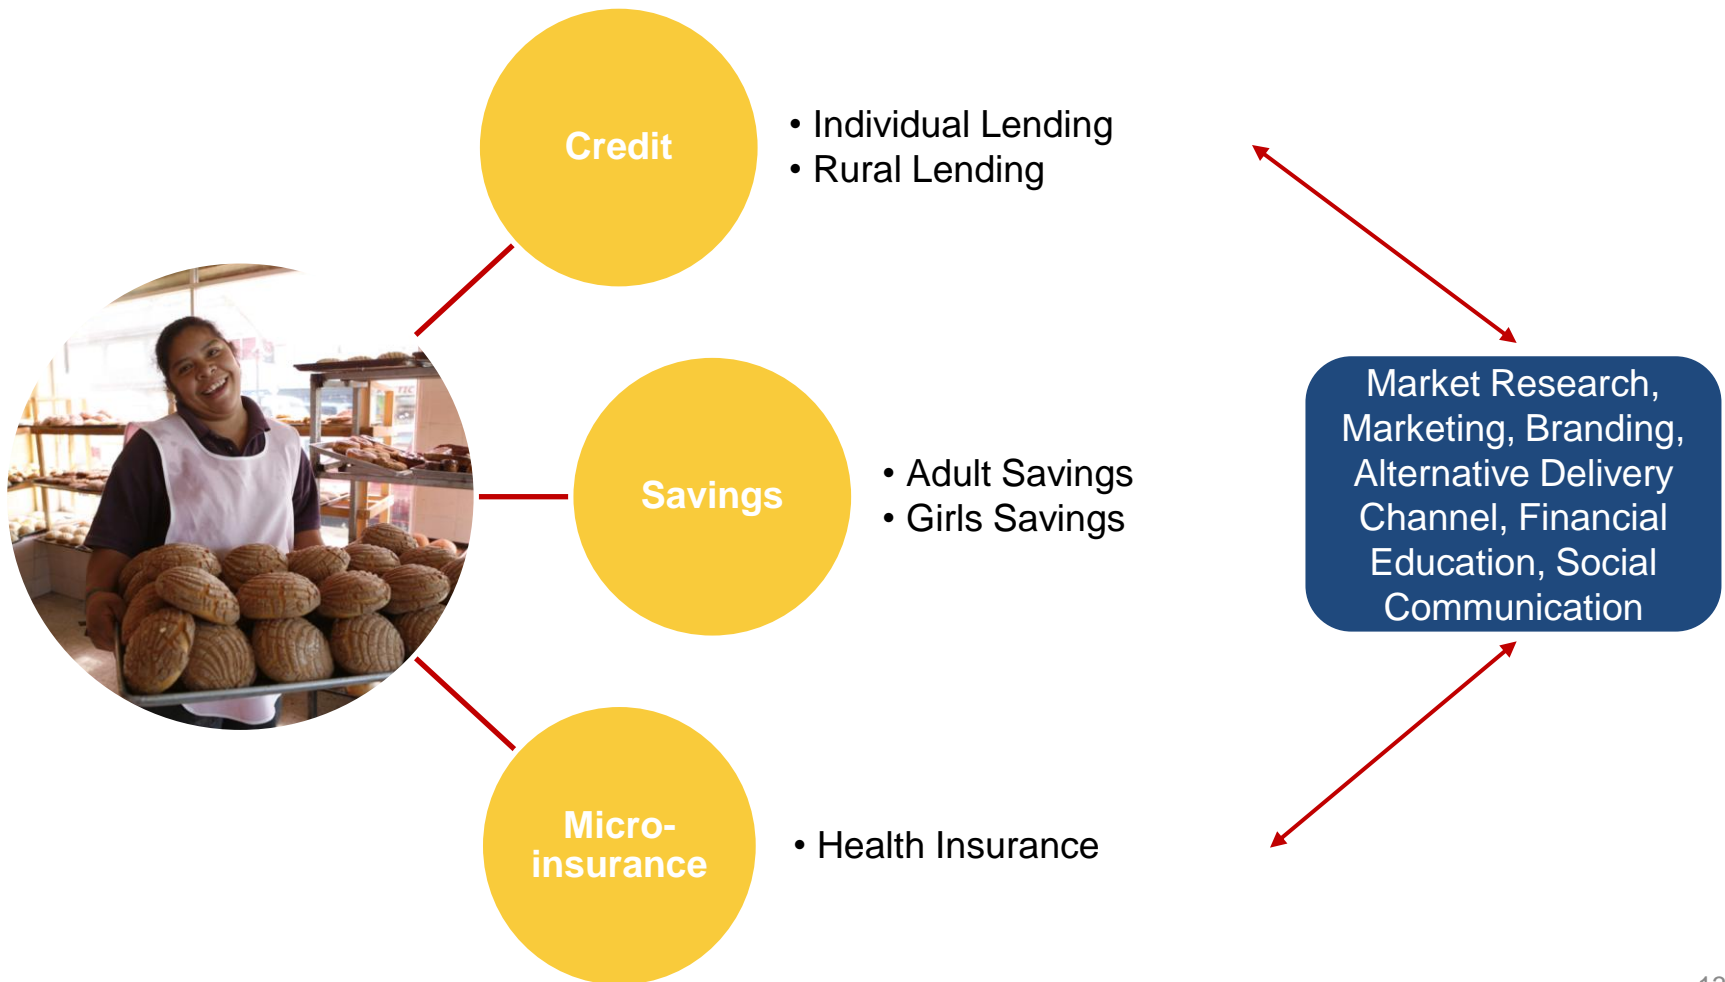 Credit
• Individual Lending
• Rural Lending
Savings
• Adult Savings
• Girls Savings
Market Research,
Marketing, Branding,
Alternative Delivery
Channel, Financial
Education, Social
Communication
Micro-
insurance
• Health Insurance